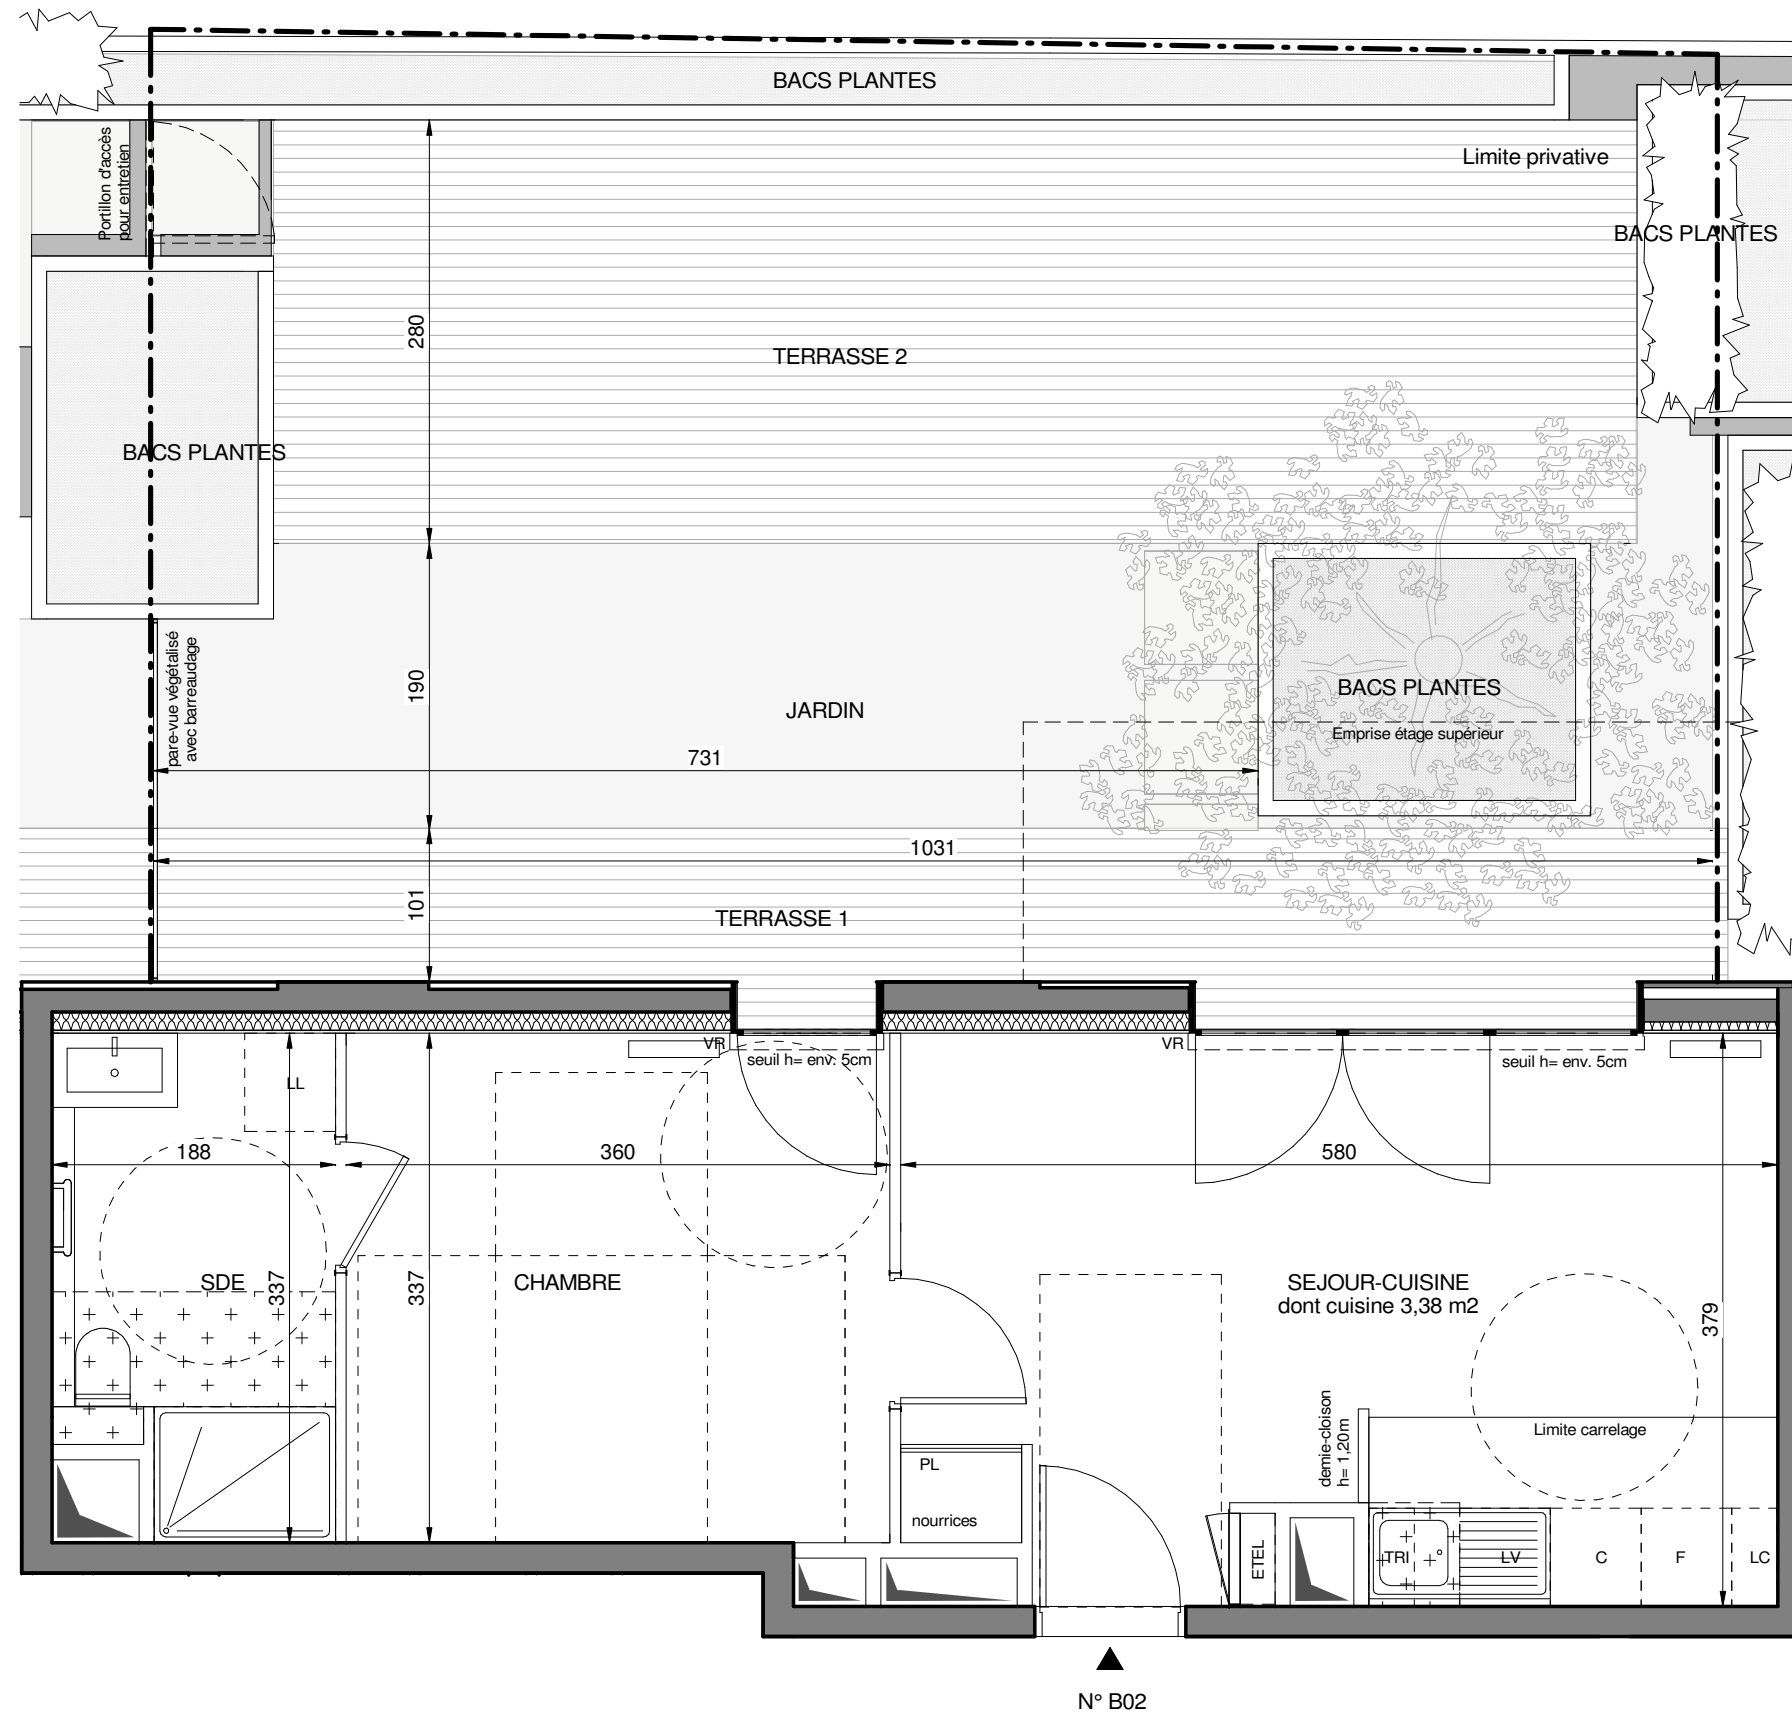 BACS PLANTES
Portillon d'accès
pour entretien
Limite privative
BACS PLANTES
280
TERRASSE 2
BACS PLANTES
pare-vue végétalisé
avec barreaudage
190
JARDIN
BACS PLANTES
Emprise étage supérieur
731
1031
101
TERRASSE 1
VR
seuil h= env. 5cm
VR
seuil h= env. 5cm
LL
188
360
580
SDE
337
337
CHAMBRE
SEJOUR-CUISINE
dont cuisine 3,38 m2
379
demie-cloison
h= 1,20m
Limite carrelage
PL
nourrices
ETEL
TRI
LV
C
F
LC
N° B02